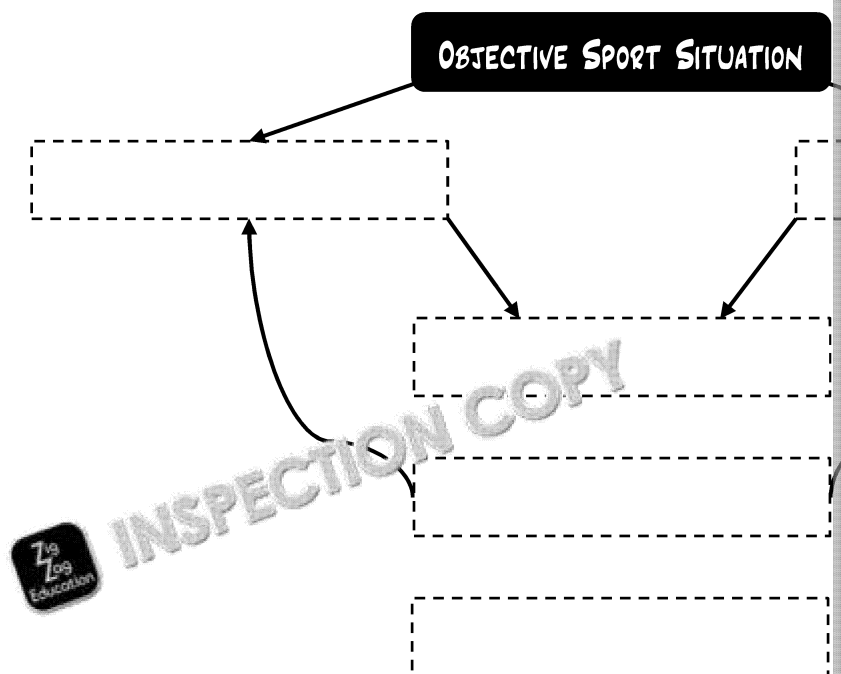 OBJECTIVE SPORT SITUATION
INSPECTION COPY
Zig
Zag
Education